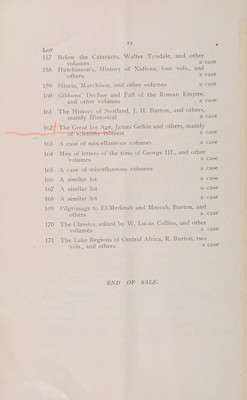 11
Lot
157 Below the Cataracts, Walter Tyndale, and other
volumes a case
158 Hutchinson's, History of Nations, four vols., and
others a case
159 Siluria, Murchison, and other volumes a case
160 Gibbons' Decline and Fall of the Roman Empire,
and other volumes a case
161 The History of Scotland, J. H. Burton, and others,
mainly Historical a case
162 The Great Ice Age, James Geikie and others, mainly
of scientific interest a case
163 A case of miscellaneous volumes a case
164 Men of letters of the time of George III., and other
volumes a case
165 A case of miscellaneous volumes a case
166 A similar lot a case
167 A similar lot a case
168 A similar lot a case
169 Pilgrimage to El-Medinah and Meccah, Burton, and
others a case
170 The Classics, edited by W. Lucas Collins, and other
volumes a case
171 The Lake Regions of Central Africa, R. Burton, two
vols., and others a case
END OF SALE.